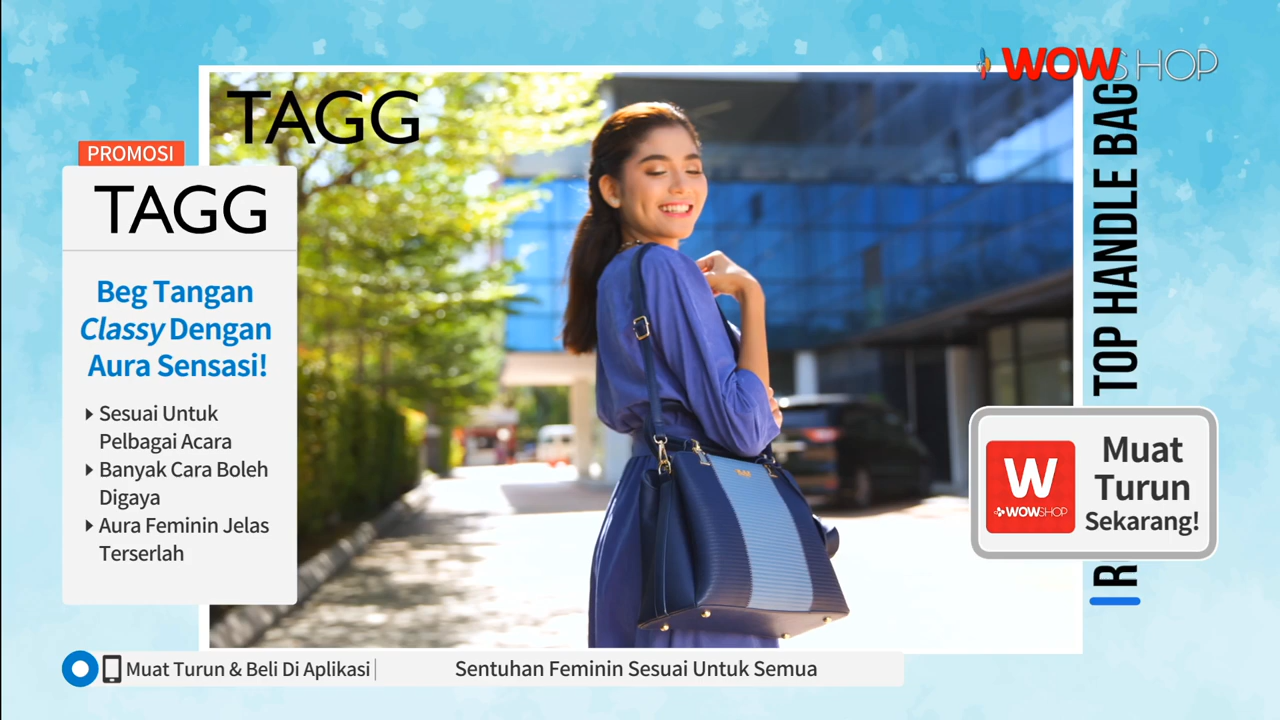 WOWSHOP
TAGG
PROMOSI
TAGG
Beg Tangan
Classy Dengan
Aura Sensasi!
Sesuai Untuk
Pelbagai Acara
Banyak Cara Boleh
Digaya
Aura Feminin Jelas
Terserlah
TOP HANDLE BAG
W
WOWSHOP
Muat
Turun
Sekarang!
Muat Turun & Beli Di Aplikasi
Sentuhan Feminin Sesuai Untuk Semua